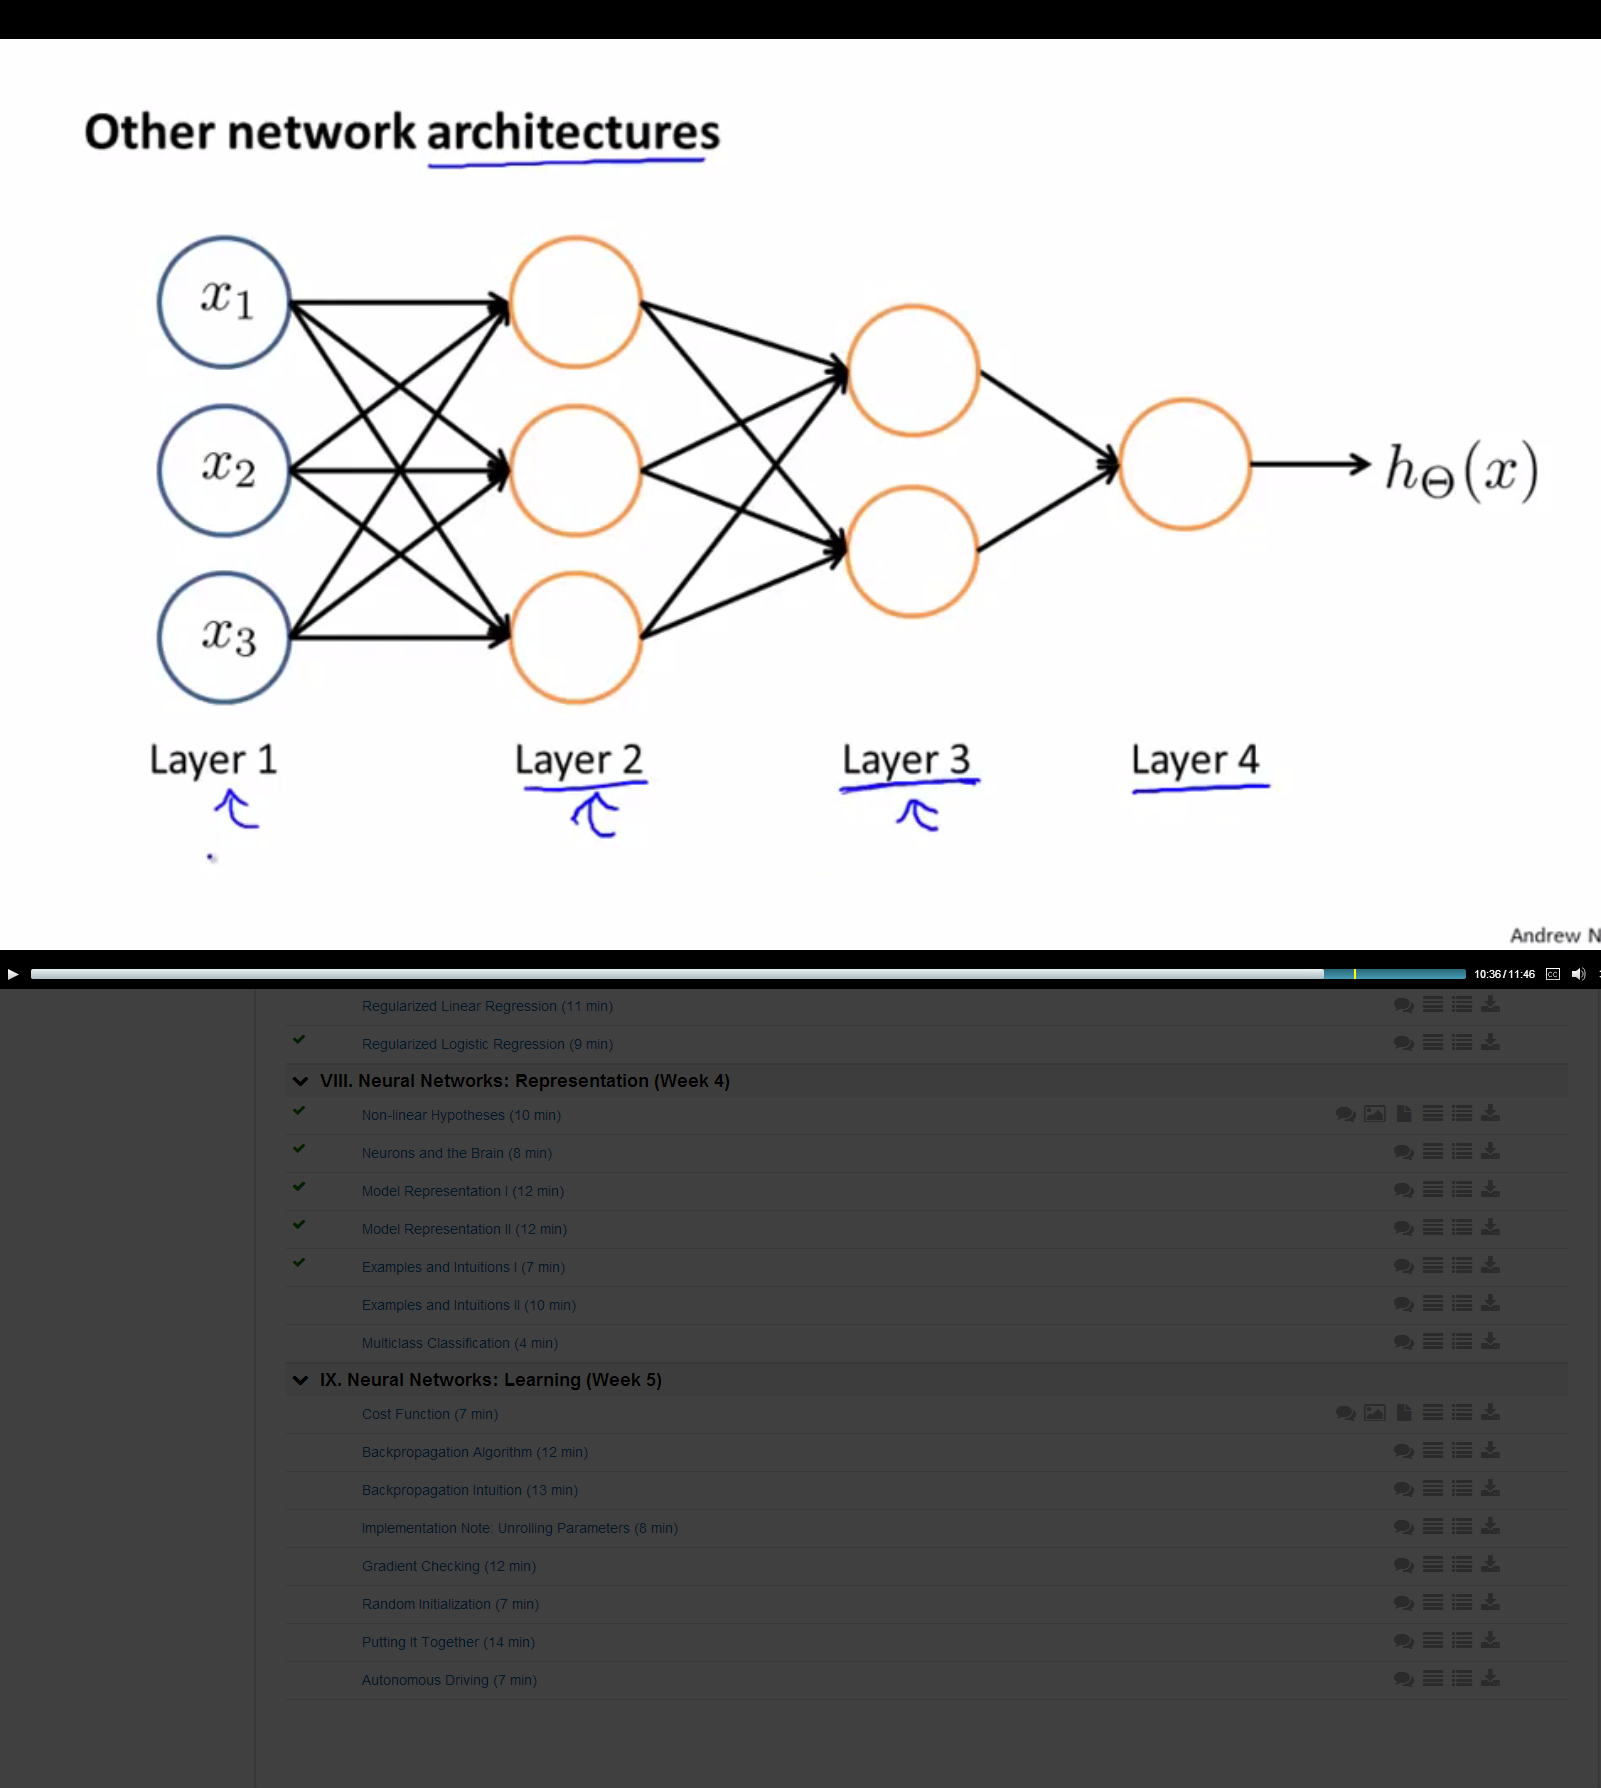 Other network architectures
x1
x2
x3
hΘ(x)
Layer 1 Layer 2 Layer 3 Layer 4
Andrew N
10:36 / 11:46 CC
Regularized Linear Regression (11 min)
Regularized Logistic Regression (9 min)
VIII. Neural Networks: Representation (Week 4)
Non-linear Hypotheses (10 min)
Neurons and the Brain (8 min)
Model Representation I (12 min)
Model Representation II (12 min)
Examples and Intuitions I (7 min)
Examples and Intuitions II (10 min)
Multiclass Classification (4 min)
IX. Neural Networks: Learning (Week 5)
Cost Function (7 min)
Backpropagation Algorithm (12 min)
Backpropagation Intuition (13 min)
Implementation Note: Unrolling Parameters (8 min)
Gradient Checking (12 min)
Random Initialization (7 min)
Putting It Together (14 min)
Autonomous Driving (7 min)